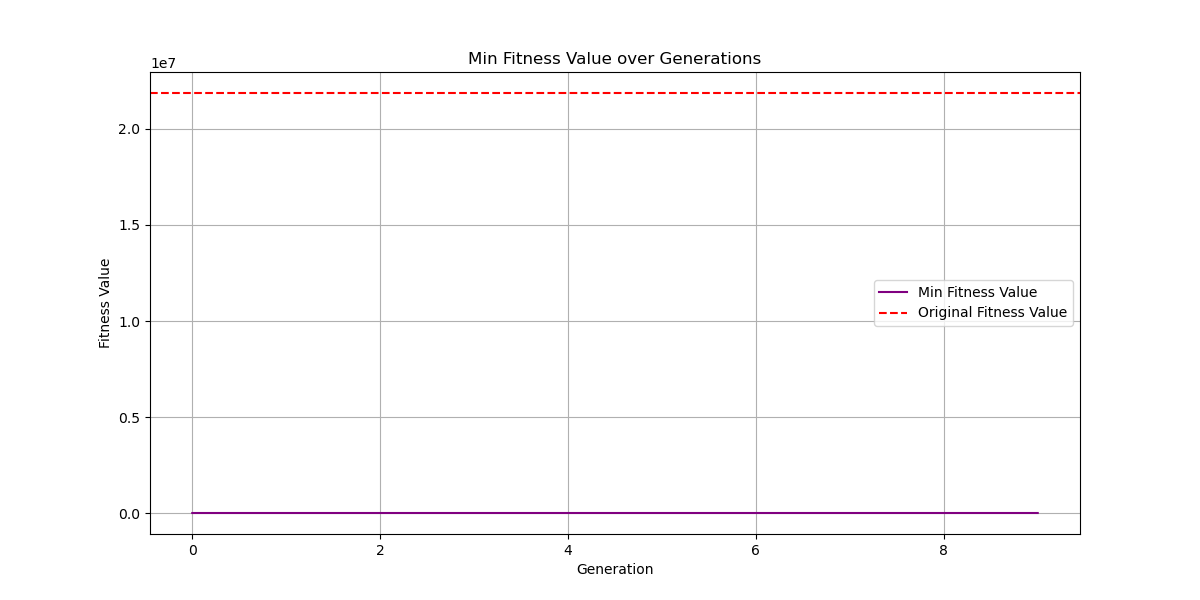 Min Fitness Value over Generations
1e7
2.0
1.5
1.0
0.5
0.0
Fitness Value
Min Fitness Value
Original Fitness Value
0 2 4 6 8
Generation